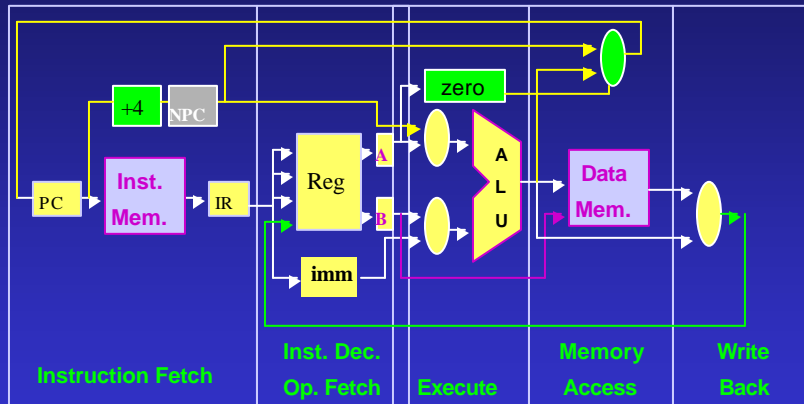 zero
+4
NPC
A
A
L
U
Inst.
Mem.
Reg
Data
Mem.
PC
IR
B
imm
Instruction Fetch
Inst. Dec.
Op. Fetch
Execute
Memory
Access
Write
Back